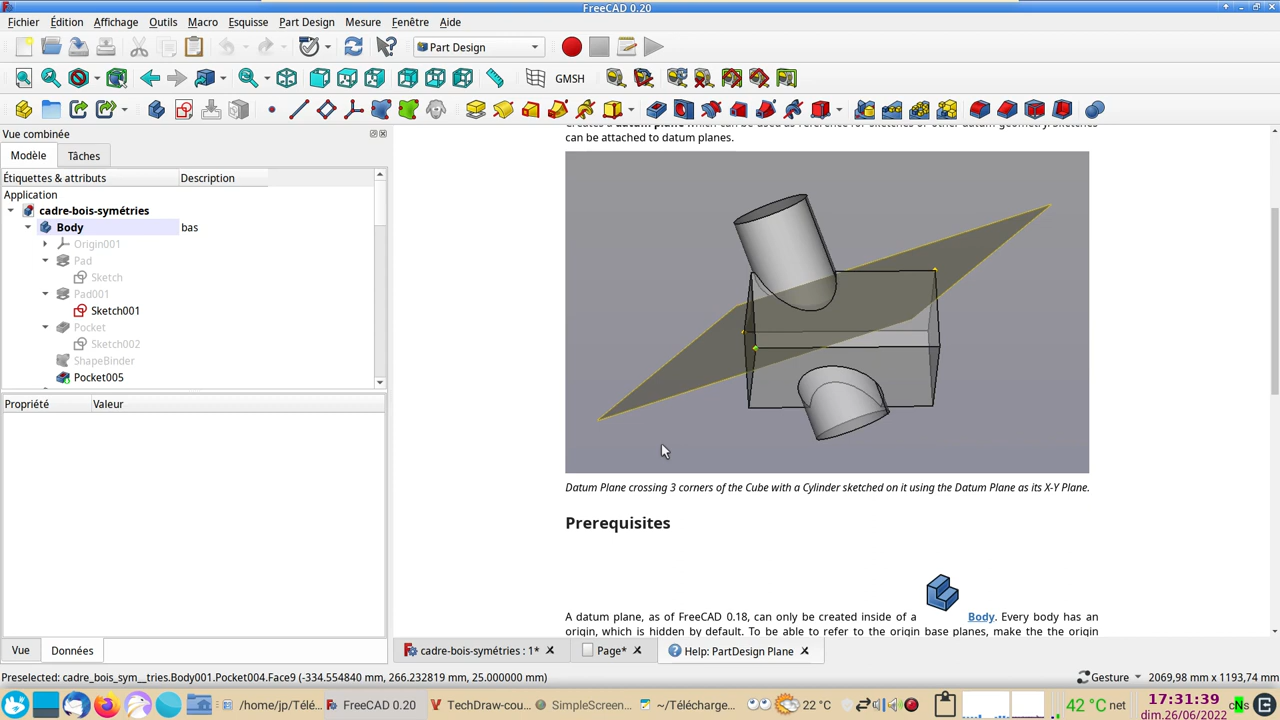 FreeCAD 0.20
Fichier Édition Affichage Outils Macro Esquisse Part Design Mesure Fenêtre Aide
Part Design
GMSH
Vue combinée
Modèle Tâches
Étiquettes & attributs Description
Application
cadre-bois-symétries
Body bas
Origin001
Pad
Sketch
Pad001
Sketch001
Pocket
Sketch002
ShapeBinder
Pocket005
Propriété Valeur
Vue Données
can be attached to datum planes.
Datum Plane crossing 3 corners of the Cube with a Cylinder sketched on it using the Datum Plane as its X-Y Plane.
Prerequisites
A datum plane, as of FreeCAD 0.18, can only be created inside of a Body. Every body has an
origin, which is hidden by default. To be able to refer to the origin base planes, make the the origin
cadre-bois-symétries : 1* Page* Help: PartDesign Plane
Preselected: cadre_bois_sym__tries.Body001.Pocket004.Face9 (-334.554840 mm, 266.232819 mm, 25.000000 mm) Gesture 2069,98 mm x 1193,74 mm
/home/jp/Télé... FreeCAD 0.20 TechDraw-cou... SimpleScreen... ~/Télécharge... 22 °C 42 °C net 17:31:39 cNs
dim.26/06/2022